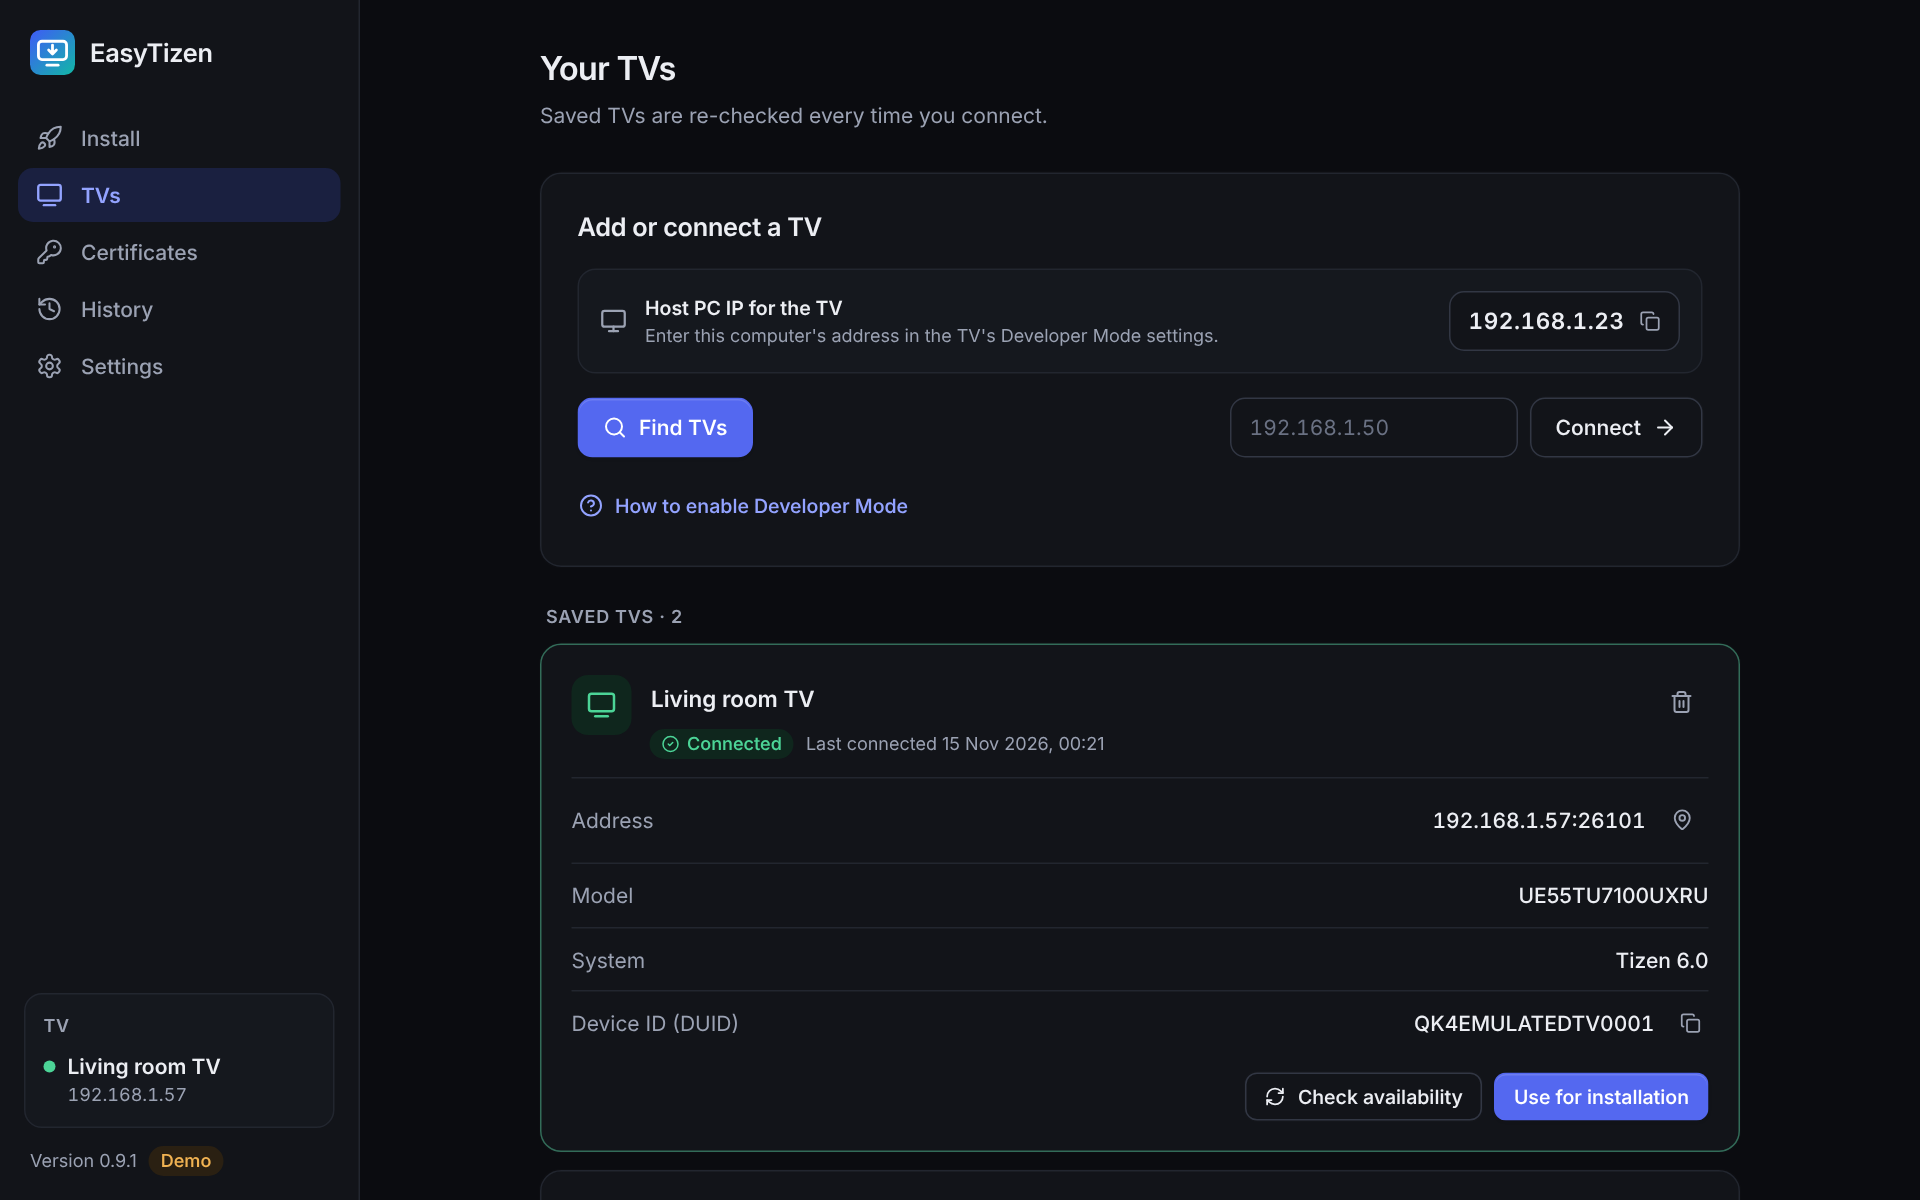 EasyTizen
Install
TVs
Certificates
History
Settings
TV
Living room TV
192.168.1.57
Version 0.9.1 Demo
Your TVs
Saved TVs are re-checked every time you connect.
Add or connect a TV
Host PC IP for the TV
Enter this computer's address in the TV's Developer Mode settings.
192.168.1.23
Find TVs
192.168.1.50
Connect
How to enable Developer Mode
SAVED TVS · 2
Living room TV
Connected Last connected 15 Nov 2026, 00:21
Address 192.168.1.57:26101
Model UE55TU7100UXRU
System Tizen 6.0
Device ID (DUID) QK4EMULATEDTV0001
Check availability
Use for installation